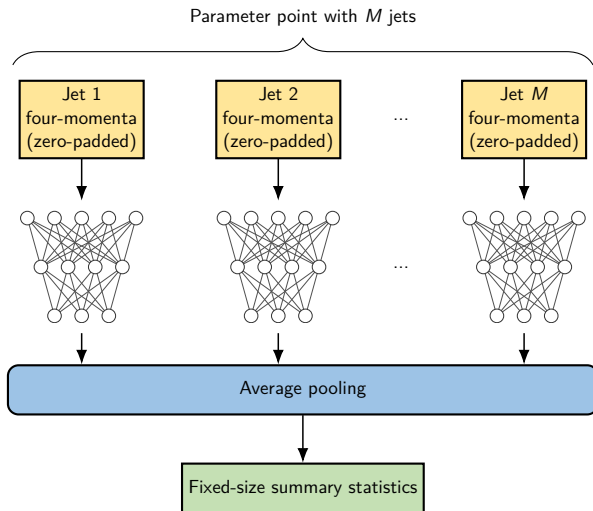 Parameter point with M jets
Jet 1
four-momenta
(zero-padded)
Jet 2
four-momenta
(zero-padded)
...
Jet M
four-momenta
(zero-padded)
...
Average pooling
Fixed-size summary statistics